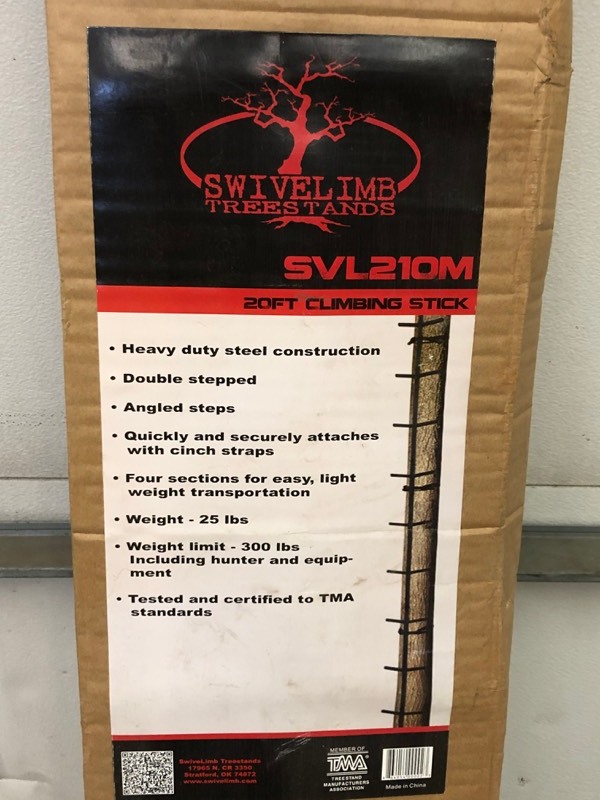 SWIVELIMB
TREESTANDS
SVL210M
20FT CLIMBING STICK
• Heavy duty steel construction
• Double stepped
• Angled steps
• Quickly and securely attaches
with cinch straps
• Four sections for easy, light
weight transportation
• Weight - 25 lbs
• Weight limit - 300 lbs
Including hunter and equip-
ment
• Tested and certified to TMA
standards
SwiveLimb Treestands
17965 N. CR 3350
Stratford, OK 74872
www.swivelimb.com
MEMBER OF
TMA
TREESTAND
MANUFACTURERS
ASSOCIATION
Made in China